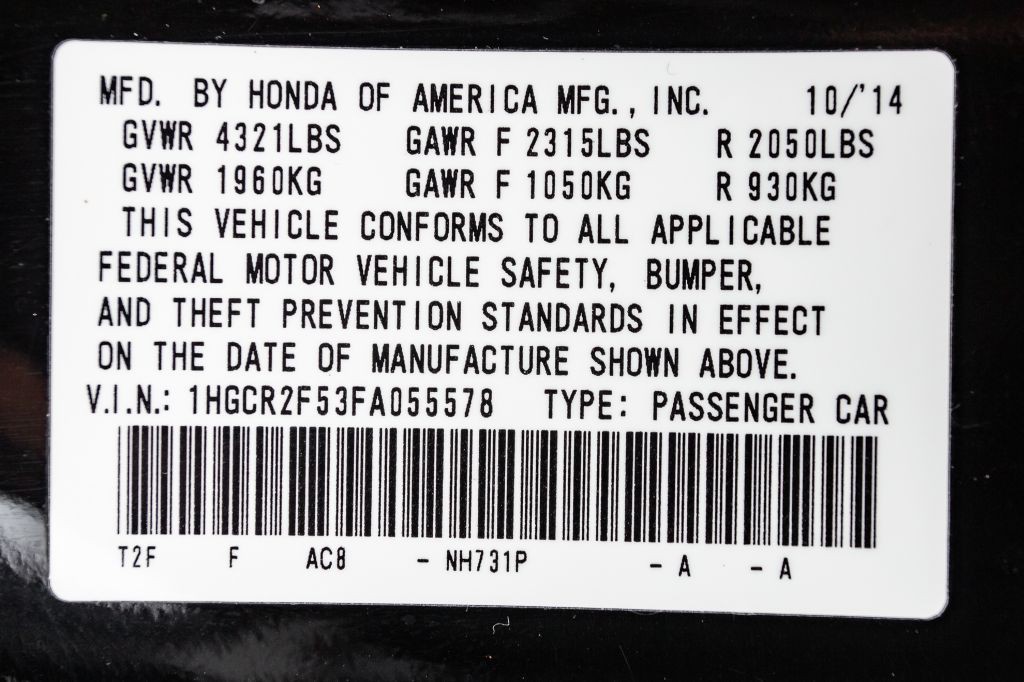 MFD. BY HONDA OF AMERICA MFG., INC. 10/'14
GVWR 4321LBS GAWR F 2315LBS R 2050LBS
GVWR 1960KG GAWR F 1050KG R 930KG
THIS VEHICLE CONFORMS TO ALL APPLICABLE
FEDERAL MOTOR VEHICLE SAFETY, BUMPER,
AND THEFT PREVENTION STANDARDS IN EFFECT
ON THE DATE OF MANUFACTURE SHOWN ABOVE.
V.I.N.: 1HGCR2F53FA055578 TYPE: PASSENGER CAR
T2F F AC8 - NH731P - A - A